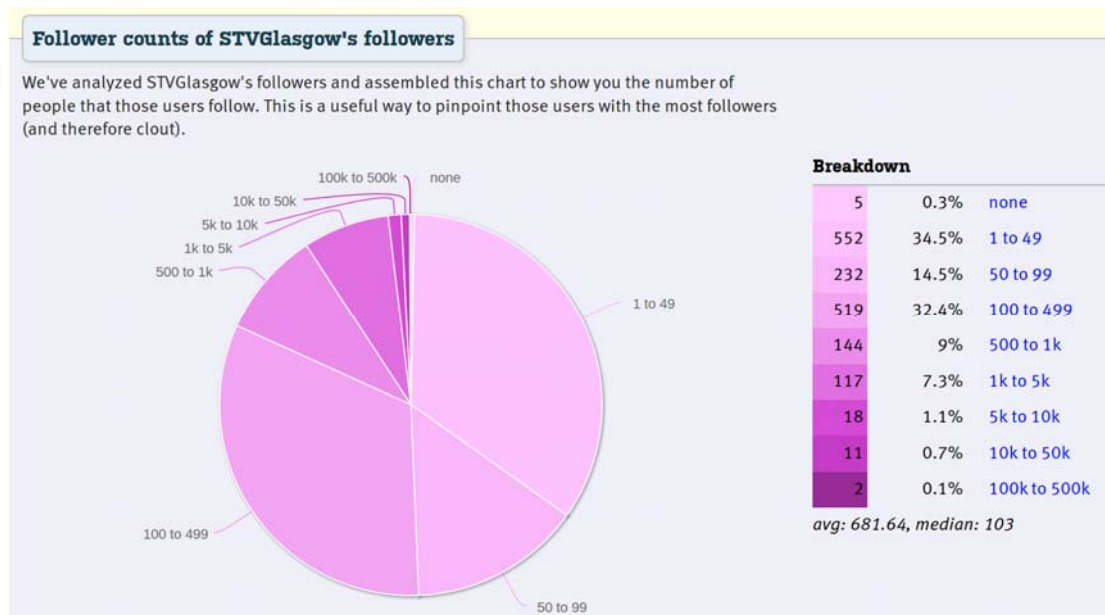 Follower counts of STVGlasgow's followers
We've analyzed STVGlasgow's followers and assembled this chart to show you the number of
people that those users follow. This is a useful way to pinpoint those users with the most followers
(and therefore clout).
100k to 500k
none
10k to 50k
5k to 10k
1k to 5k
500 to 1k
1 to 49
100 to 499
50 to 99
Breakdown
5 0.3% none
552 34.5% 1 to 49
232 14.5% 50 to 99
519 32.4% 100 to 499
144 9% 500 to 1k
117 7.3% 1k to 5k
18 1.1% 5k to 10k
11 0.7% 10k to 50k
2 0.1% 100k to 500k
avg: 681.64, median: 103